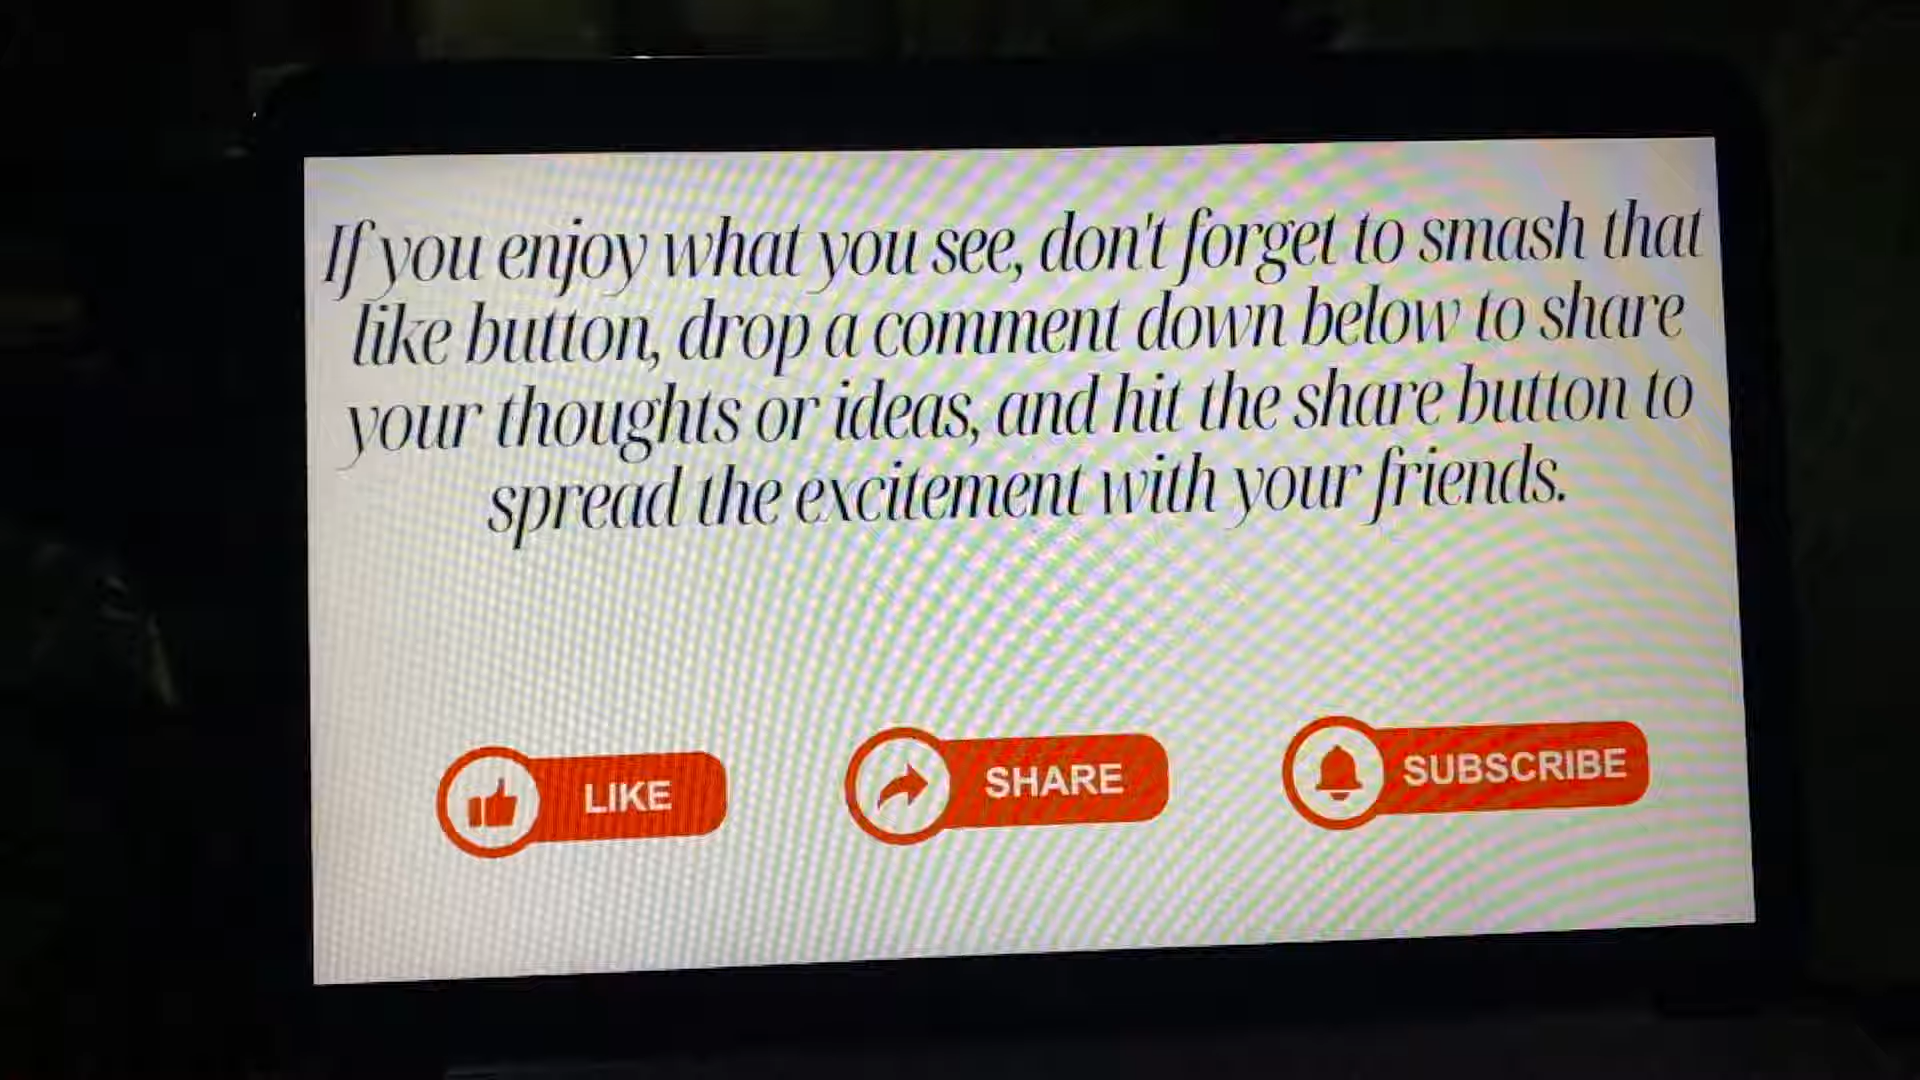 If you enjoy what you see, don't forget to smash that
like button, drop a comment down below to share
your thoughts or ideas, and hit the share button to
spread the excitement with your friends.
LIKE
SHARE
SUBSCRIBE